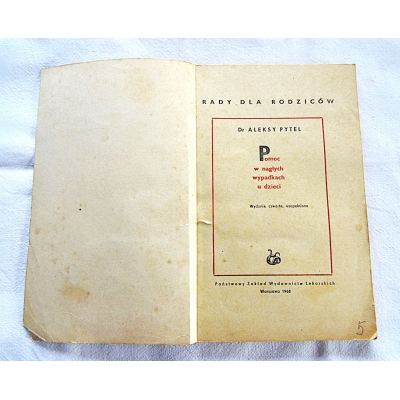 RADY DLA RODZICÓW
Dr ALEKSY PYTEL
Pomoc
w nagłych
wypadkach
u dzieci
Wydanie czwarte, uzupełnione
Państwowy Zakład Wydawnictw Lekarskich
Warszawa 1968
5